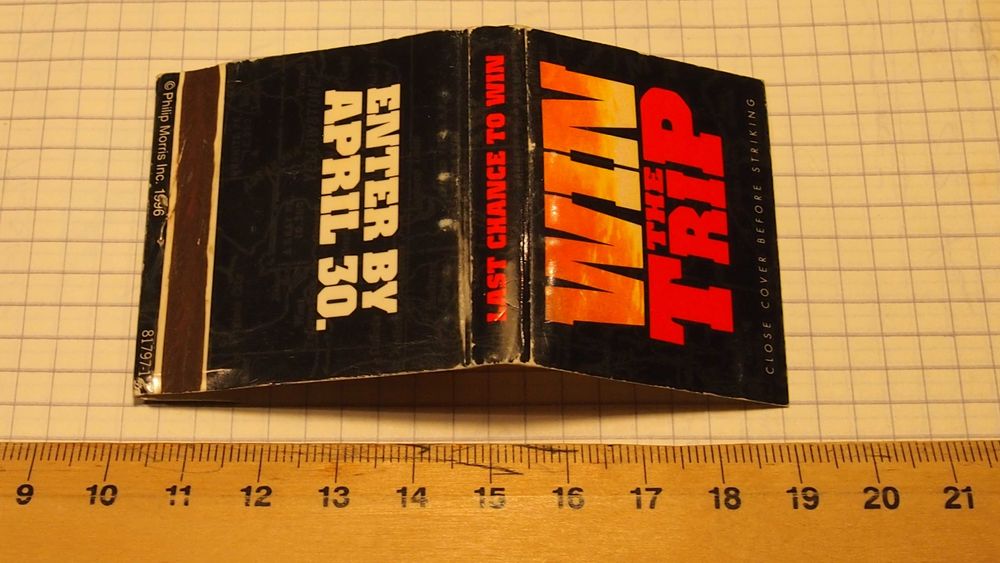 © Philip Morris Inc. 1996
81797-1
ENTER BY
APRIL 30.
LAST CHANCE TO WIN
WIN
THE
TRIP
CLOSE COVER BEFORE STRIKING
9 10 11 12 13 14 15 16 17 18 19 20 21